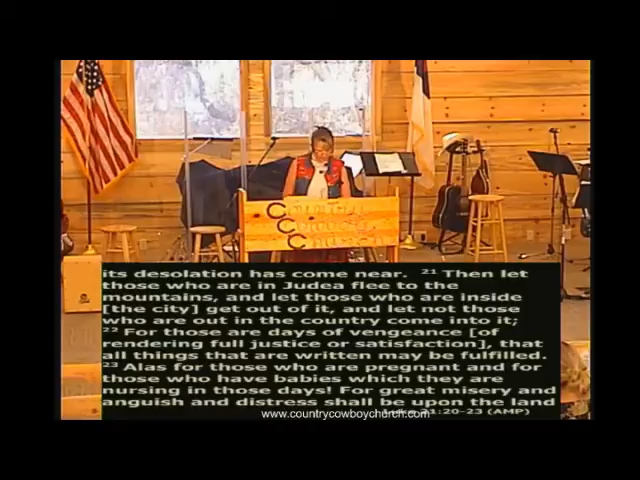 Country
Cowboy
Church
its desolation has come near. 21 Then let
those who are in Judea flee to the
mountains, and let those who are inside
[the city] get out of it, and let not those
who are out in the country come into it;
22 For those are days of vengeance [of
rendering full justice or satisfaction], that
all things that are written may be fulfilled.
23 Alas for those who are pregnant and for
those who have babies which they are
nursing in those days! For great misery and
anguish and distress shall be upon the land
www.countrycowboychurch.com
Luke 21:20-23 (AMP)